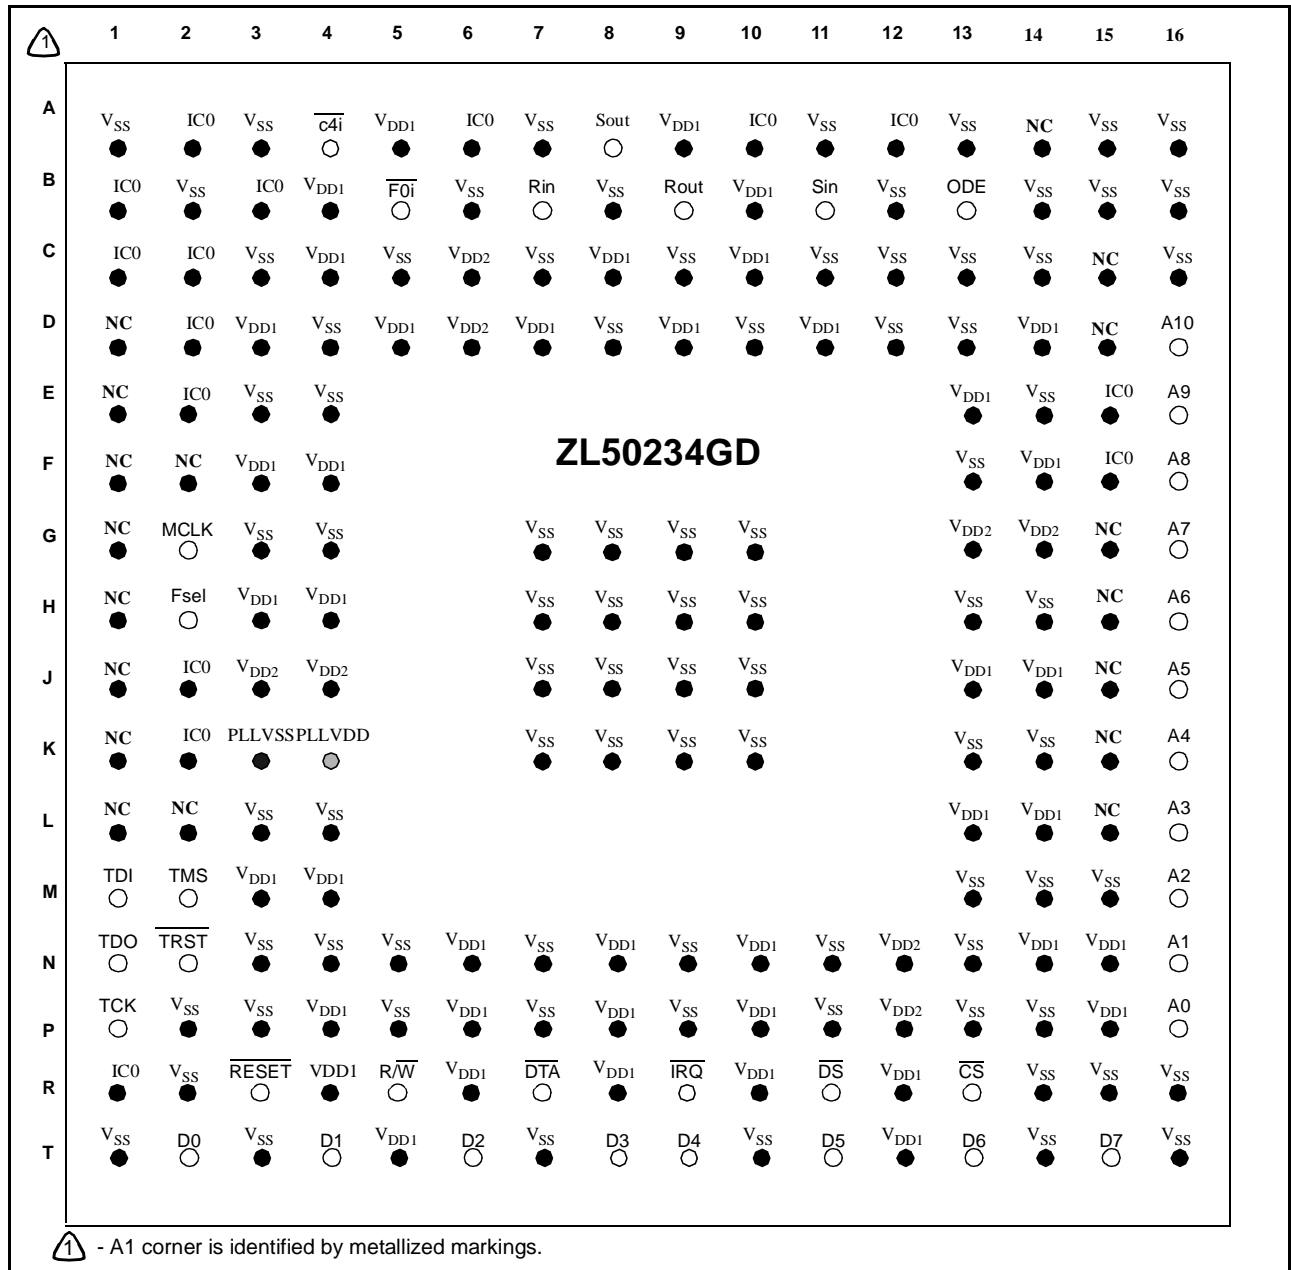 1 1 2 3 4 5 6 7 8 9 10 11 12 13 14 15 16
A VSS IC0 VSS c4i VDD1 IC0 VSS Sout VDD1 IC0 VSS IC0 VSS NC VSS VSS
B IC0 VSS IC0 VDD1 F0i VSS Rin VSS Rout VDD1 Sin VSS ODE VSS VSS VSS
C IC0 IC0 VSS VDD1 VSS VDD2 VSS VDD1 VSS VDD1 VSS VSS VSS VSS NC VSS
D NC IC0 VDD1 VSS VDD1 VDD2 VDD1 VSS VDD1 VSS VDD1 VSS VSS VDD1 NC A10
E NC IC0 VSS VSS VDD1 VSS IC0 A9
ZL50234GD
F NC NC VDD1 VDD1 VSS VDD1 IC0 A8
G NC MCLK VSS VSS VSS VSS VSS VSS VDD2 VDD2 NC A7
H NC Fsel VDD1 VDD1 VSS VSS VSS VSS VSS VSS NC A6
J NC IC0 VDD2 VDD2 VSS VSS VSS VSS VDD1 VDD1 NC A5
K NC IC0 PLLVSS PLLVDD VSS VSS VSS VSS VSS VSS NC A4
L NC NC VSS VSS VDD1 VDD1 NC A3
M TDI TMS VDD1 VDD1 VSS VSS VSS A2
N TDO TRST VSS VSS VSS VDD1 VSS VDD1 VSS VDD1 VSS VDD2 VSS VDD1 VDD1 A1
P TCK VSS VSS VDD1 VSS VDD1 VSS VDD1 VSS VDD1 VSS VDD2 VSS VSS VDD1 A0
R IC0 VSS RESET VDD1 R/W VDD1 DTA VDD1 IRQ VDD1 DS VDD1 CS VSS VSS VSS
T VSS D0 VSS D1 VDD1 D2 VSS D3 D4 VSS D5 VDD1 D6 VSS D7 VSS
1 - A1 corner is identified by metallized markings.